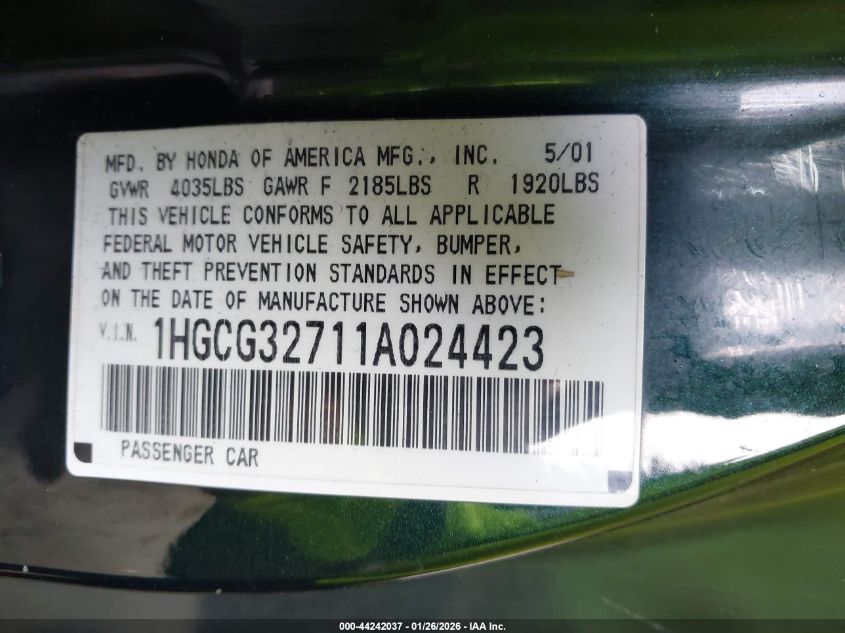 MFD. BY HONDA OF AMERICA MFG., INC. 5/01
GVWR 4035LBS GAWR F 2185LBS R 1920LBS
THIS VEHICLE CONFORMS TO ALL APPLICABLE
FEDERAL MOTOR VEHICLE SAFETY, BUMPER,
AND THEFT PREVENTION STANDARDS IN EFFECT
ON THE DATE OF MANUFACTURE SHOWN ABOVE:
V.I.N. 1HGCG32711A024423
PASSENGER CAR
000-44242037 - 01/26/2026 - IAA Inc.